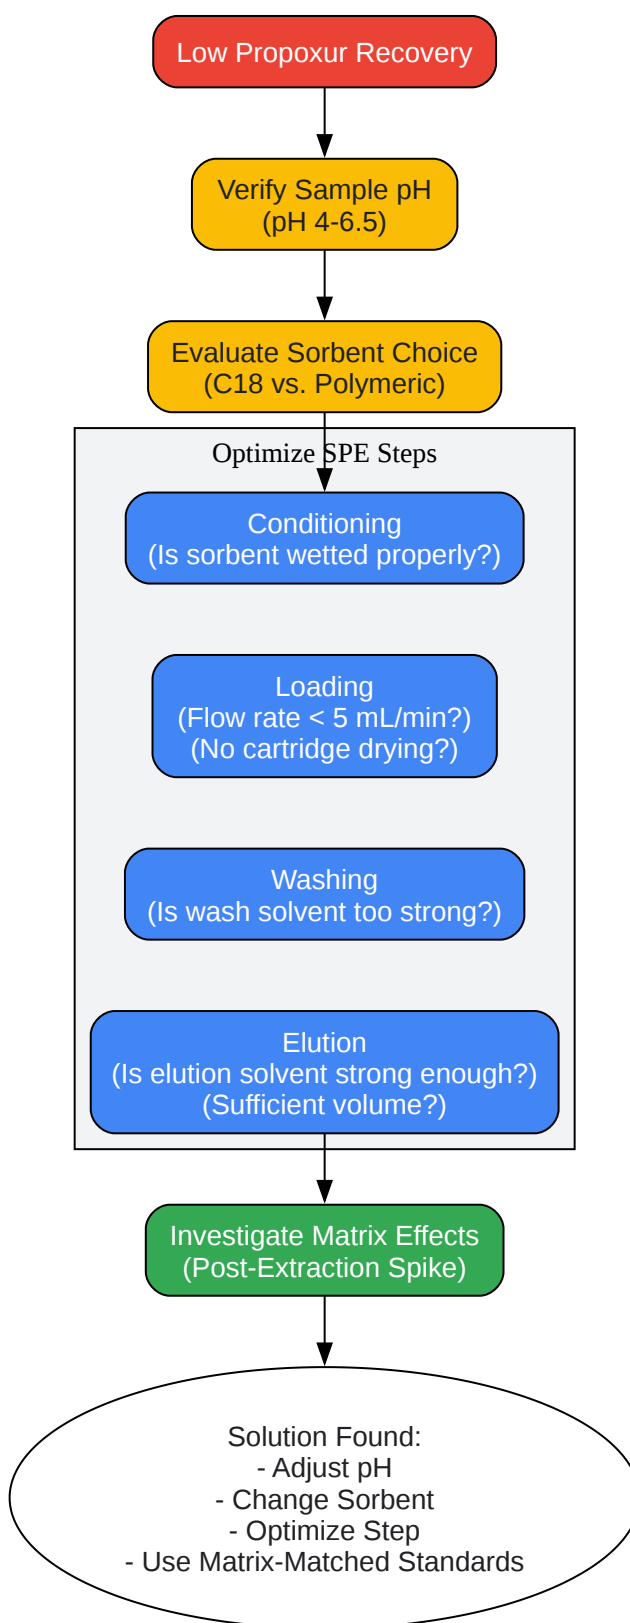 Low Propoxur Recovery
Verify Sample pH
(pH 4-6.5)
Evaluate Sorbent Choice
(C18 vs. Polymeric)
Optimize SPE Steps
Conditioning
(Is sorbent wetted properly?)
Loading
(Flow rate < 5 mL/min?)
(No cartridge drying?)
Washing
(Is wash solvent too strong?)
Elution
(Is elution solvent strong enough?)
(Sufficient volume?)
Investigate Matrix Effects
(Post-Extraction Spike)
Solution Found:
- Adjust pH
- Change Sorbent
- Optimize Step
- Use Matrix-Matched Standards